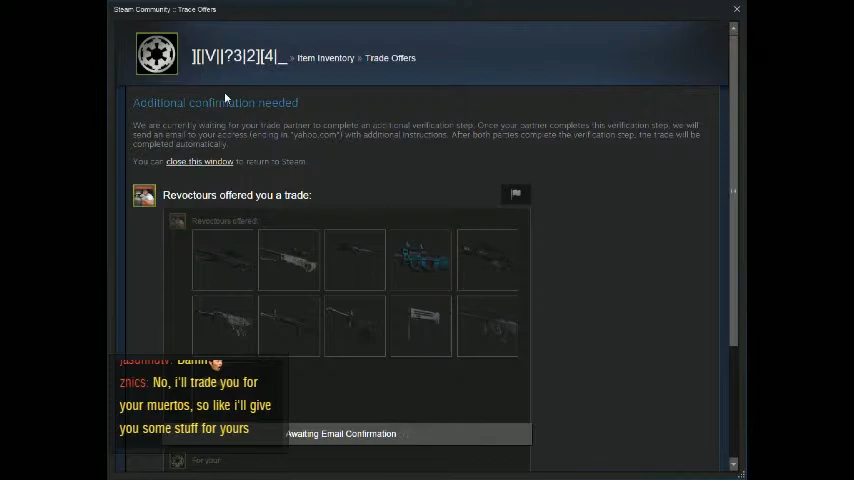 Steam Community :: Trade Offers
][|V||?3|2][4|_ » Item Inventory » Trade Offers
Additional confirmation needed
We are currently waiting for your trade partner to complete an additional verification step. Once your partner completes this verification step, we will
send an email to your address (ending in "yahoo.com") with additional instructions. After both parties complete the verification step, the trade will be
completed automatically.
You can close this window to return to Steam
Revoctours offered you a trade:
Revoctours offered:
jasonhdtv: Damn
znics: No, i'll trade you for
your muertos, so like i'll give
you some stuff for yours
Awaiting Email Confirmation
For your: